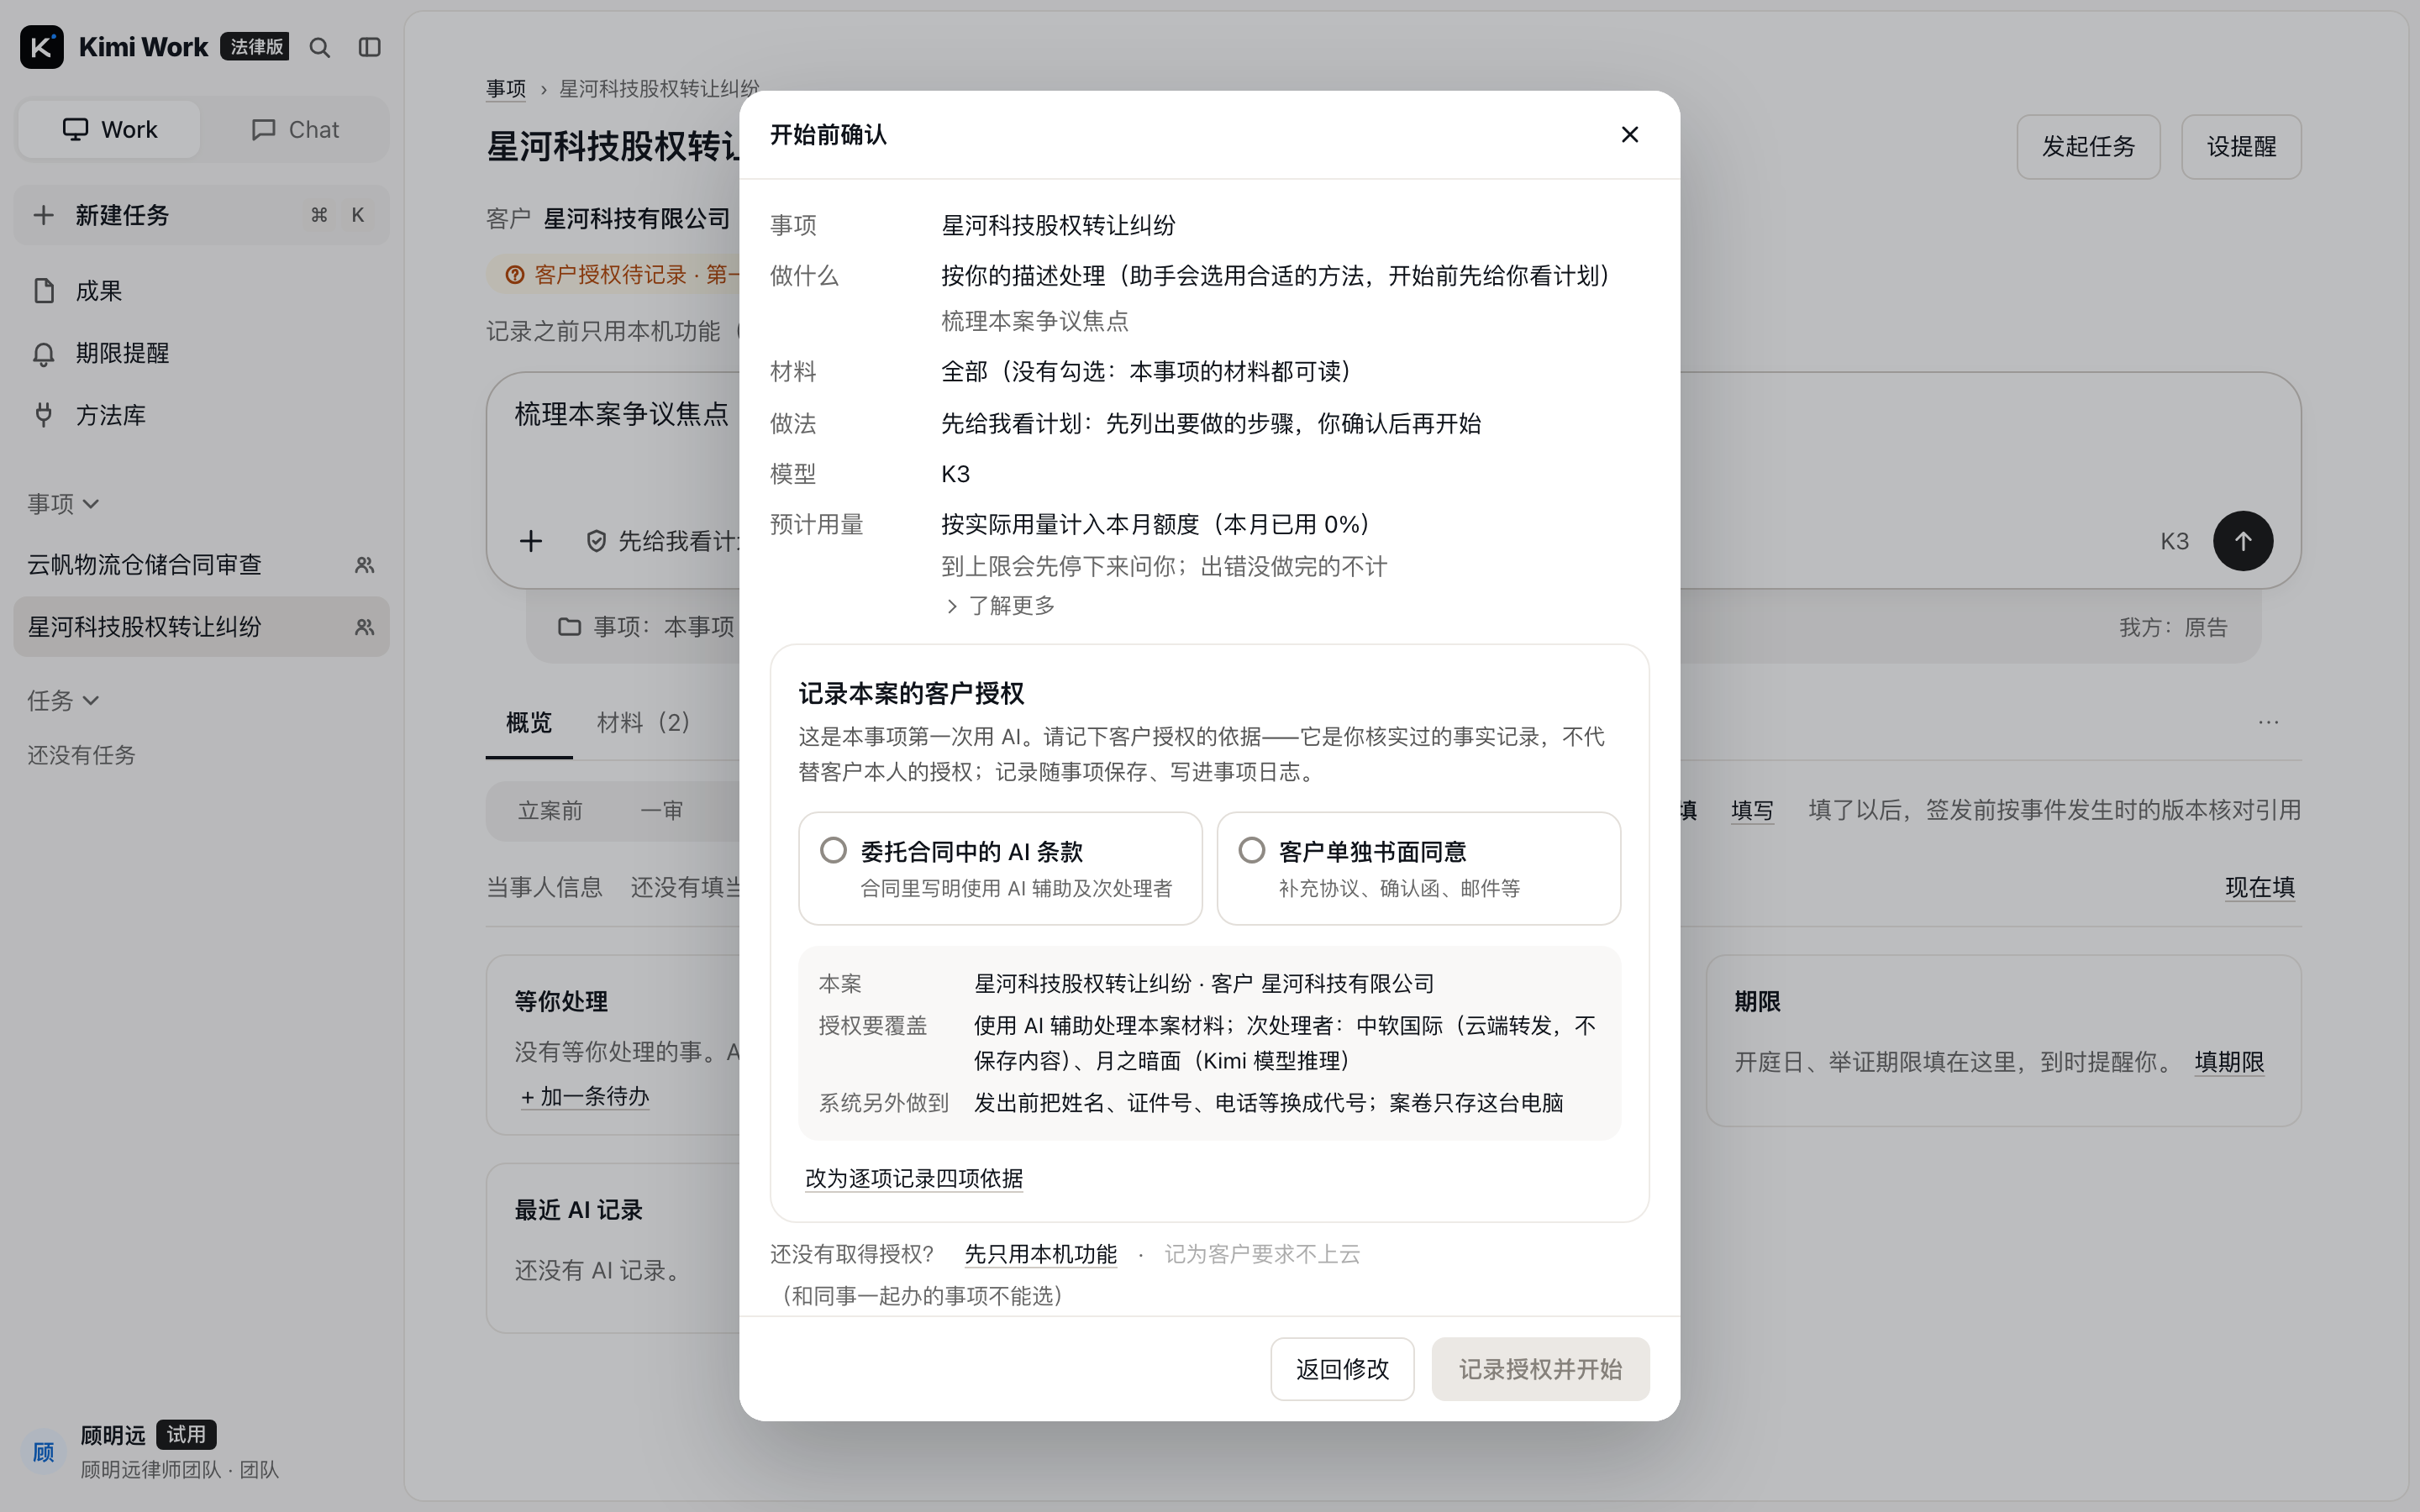 Kimi Work 法律版
Work
Chat
新建任务 ⌘ K
成果
期限提醒
方法库
事项
云帆物流仓储合同审查
星河科技股权转让纠纷
任务
还没有任务
顾 顾明远 试用
顾明远律师团队 · 团队
事项 › 星河科技股权转让纠纷
星河科技股权转
发起任务
设提醒
客户 星河科技有限公司
客户授权待记录 · 第一
记录之前只用本机功能（
梳理本案争议焦点
先给我看计
K3
事项：本事项
我方：原告
概览
材料（2）
…
立案前
一审
填 填写 填了以后，签发前按事件发生时的版本核对引用
当事人信息 还没有填当
现在填
等你处理
没有等你处理的事。A
+ 加一条待办
期限
开庭日、举证期限填在这里，到时提醒你。 填期限
最近 AI 记录
还没有 AI 记录。
开始前确认
事项 星河科技股权转让纠纷
做什么 按你的描述处理（助手会选用合适的方法，开始前先给你看计划）
梳理本案争议焦点
材料 全部（没有勾选：本事项的材料都可读）
做法 先给我看计划：先列出要做的步骤，你确认后再开始
模型 K3
预计用量 按实际用量计入本月额度（本月已用 0%）
到上限会先停下来问你；出错没做完的不计
了解更多
记录本案的客户授权
这是本事项第一次用 AI。请记下客户授权的依据——它是你核实过的事实记录，不代
替客户本人的授权；记录随事项保存、写进事项日志。
委托合同中的 AI 条款
合同里写明使用 AI 辅助及次处理者
客户单独书面同意
补充协议、确认函、邮件等
本案 星河科技股权转让纠纷 · 客户 星河科技有限公司
授权要覆盖 使用 AI 辅助处理本案材料；次处理者：中软国际（云端转发，不
保存内容）、月之暗面（Kimi 模型推理）
系统另外做到 发出前把姓名、证件号、电话等换成代号；案卷只存这台电脑
改为逐项记录四项依据
还没有取得授权？ 先只用本机功能 · 记为客户要求不上云
（和同事一起办的事项不能选）
返回修改
记录授权并开始